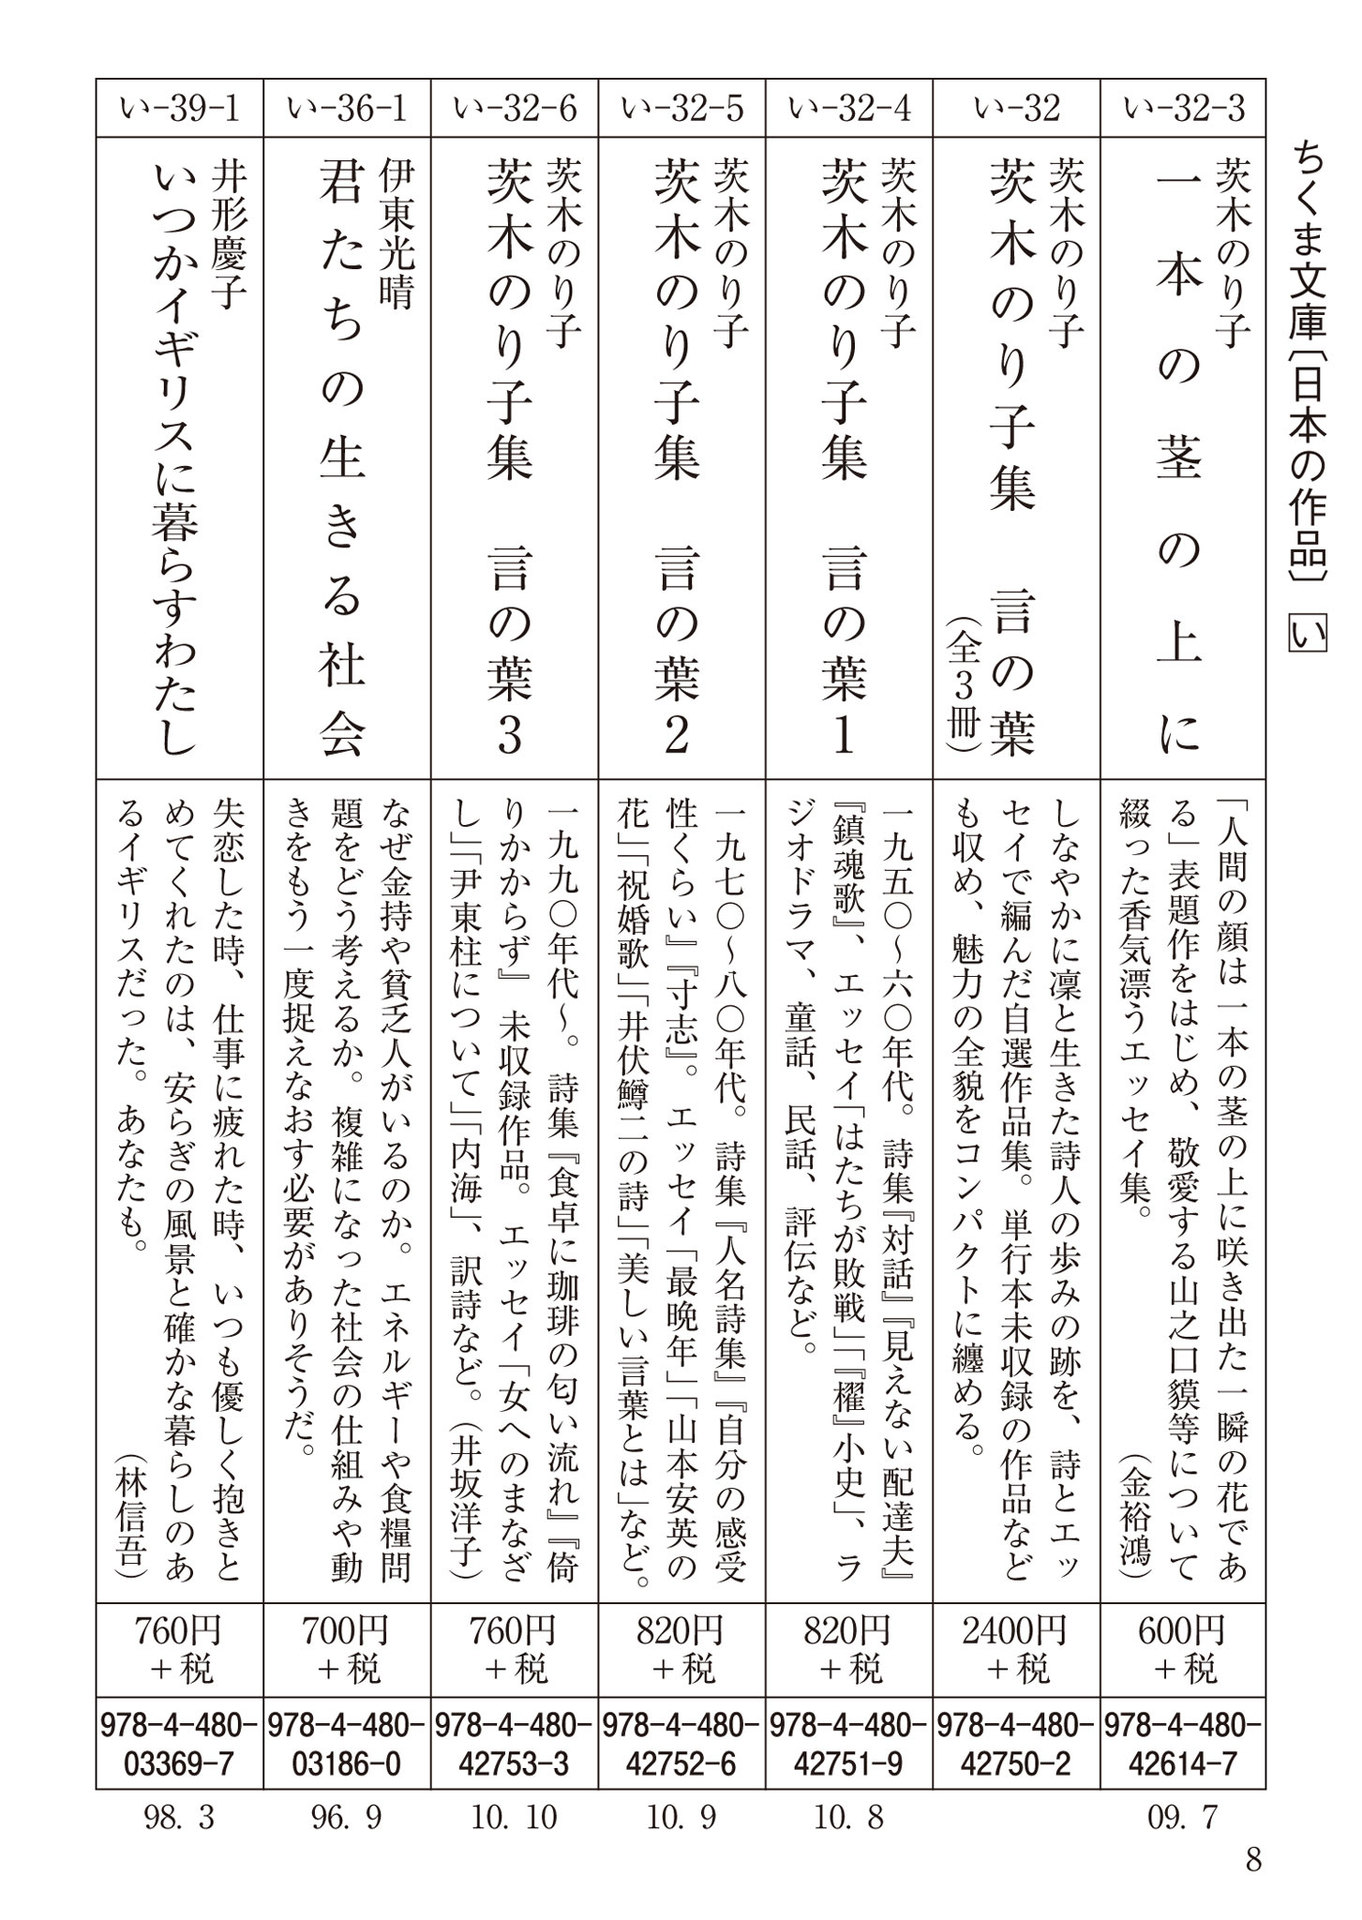 ちくま文庫〔日本の作品〕 い
い-32-3
茨木のり子
一本の茎の上に
「人間の顔は一本の茎の上に咲き出た一瞬の花であ
る」表題作をはじめ、敬愛する山之口貘等について
綴った香気漂うエッセイ集。
（金裕鴻）
600円
＋税
978-4-480-
42614-7
09. 7
い-32
茨木のり子
茨木のり子集 言の葉
（全3冊）
しなやかに凜と生きた詩人の歩みの跡を、詩とエッ
セイで編んだ自選作品集。単行本未収録の作品など
も収め、魅力の全貌をコンパクトに纏める。
2400円
＋税
978-4-480-
42750-2
い-32-4
茨木のり子
茨木のり子集 言の葉1
一九五〇〜六〇年代。詩集『対話』『見えない配達夫』
『鎮魂歌』、エッセイ「はたちが敗戦」「『櫂』小史」、ラ
ジオドラマ、童話、民話、評伝など。
820円
＋税
978-4-480-
42751-9
10. 8
い-32-5
茨木のり子
茨木のり子集 言の葉2
一九七〇〜八〇年代。詩集『人名詩集』『自分の感受
性くらい』『寸志』。エッセイ「最晩年」「山本安英の
花」「祝婚歌」「井伏鱒二の詩」「美しい言葉とは」など。
820円
＋税
978-4-480-
42752-6
10. 9
い-32-6
茨木のり子
茨木のり子集 言の葉3
一九九〇年代〜。詩集『食卓に珈琲の匂い流れ』『倚
りかからず』未収録作品。エッセイ「女へのまなざ
し」「尹東柱について」「内海」、訳詩など。（井坂洋子）
760円
＋税
978-4-480-
42753-3
10. 10
い-36-1
伊東光晴
君たちの生きる社会
なぜ金持や貧乏人がいるのか。エネルギーや食糧問
題をどう考えるか。複雑になった社会の仕組みや動
きをもう一度捉えなおす必要がありそうだ。
700円
＋税
978-4-480-
03186-0
96. 9
い-39-1
井形慶子
いつかイギリスに暮らすわたし
失恋した時、仕事に疲れた時、いつも優しく抱きと
めてくれたのは、安らぎの風景と確かな暮らしのあ
るイギリスだった。あなたも。
（林信吾）
760円
＋税
978-4-480-
03369-7
98. 3
8